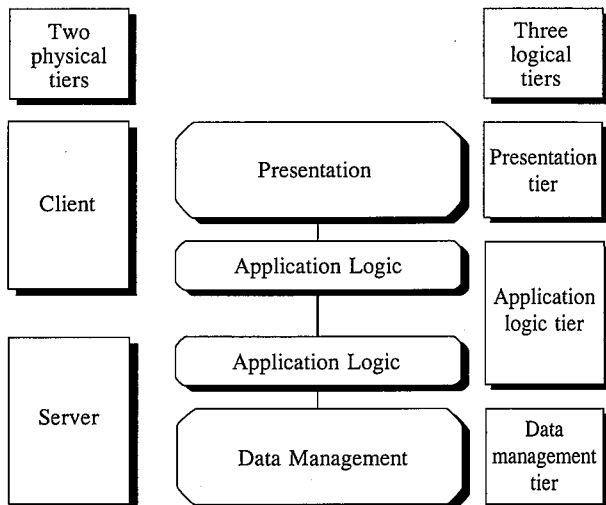 Two
physical
tiers
Three
logical
tiers
Client
Presentation
Presentation
tier
Application Logic
Application
logic tier
Application Logic
Server
Data Management
Data
management
tier